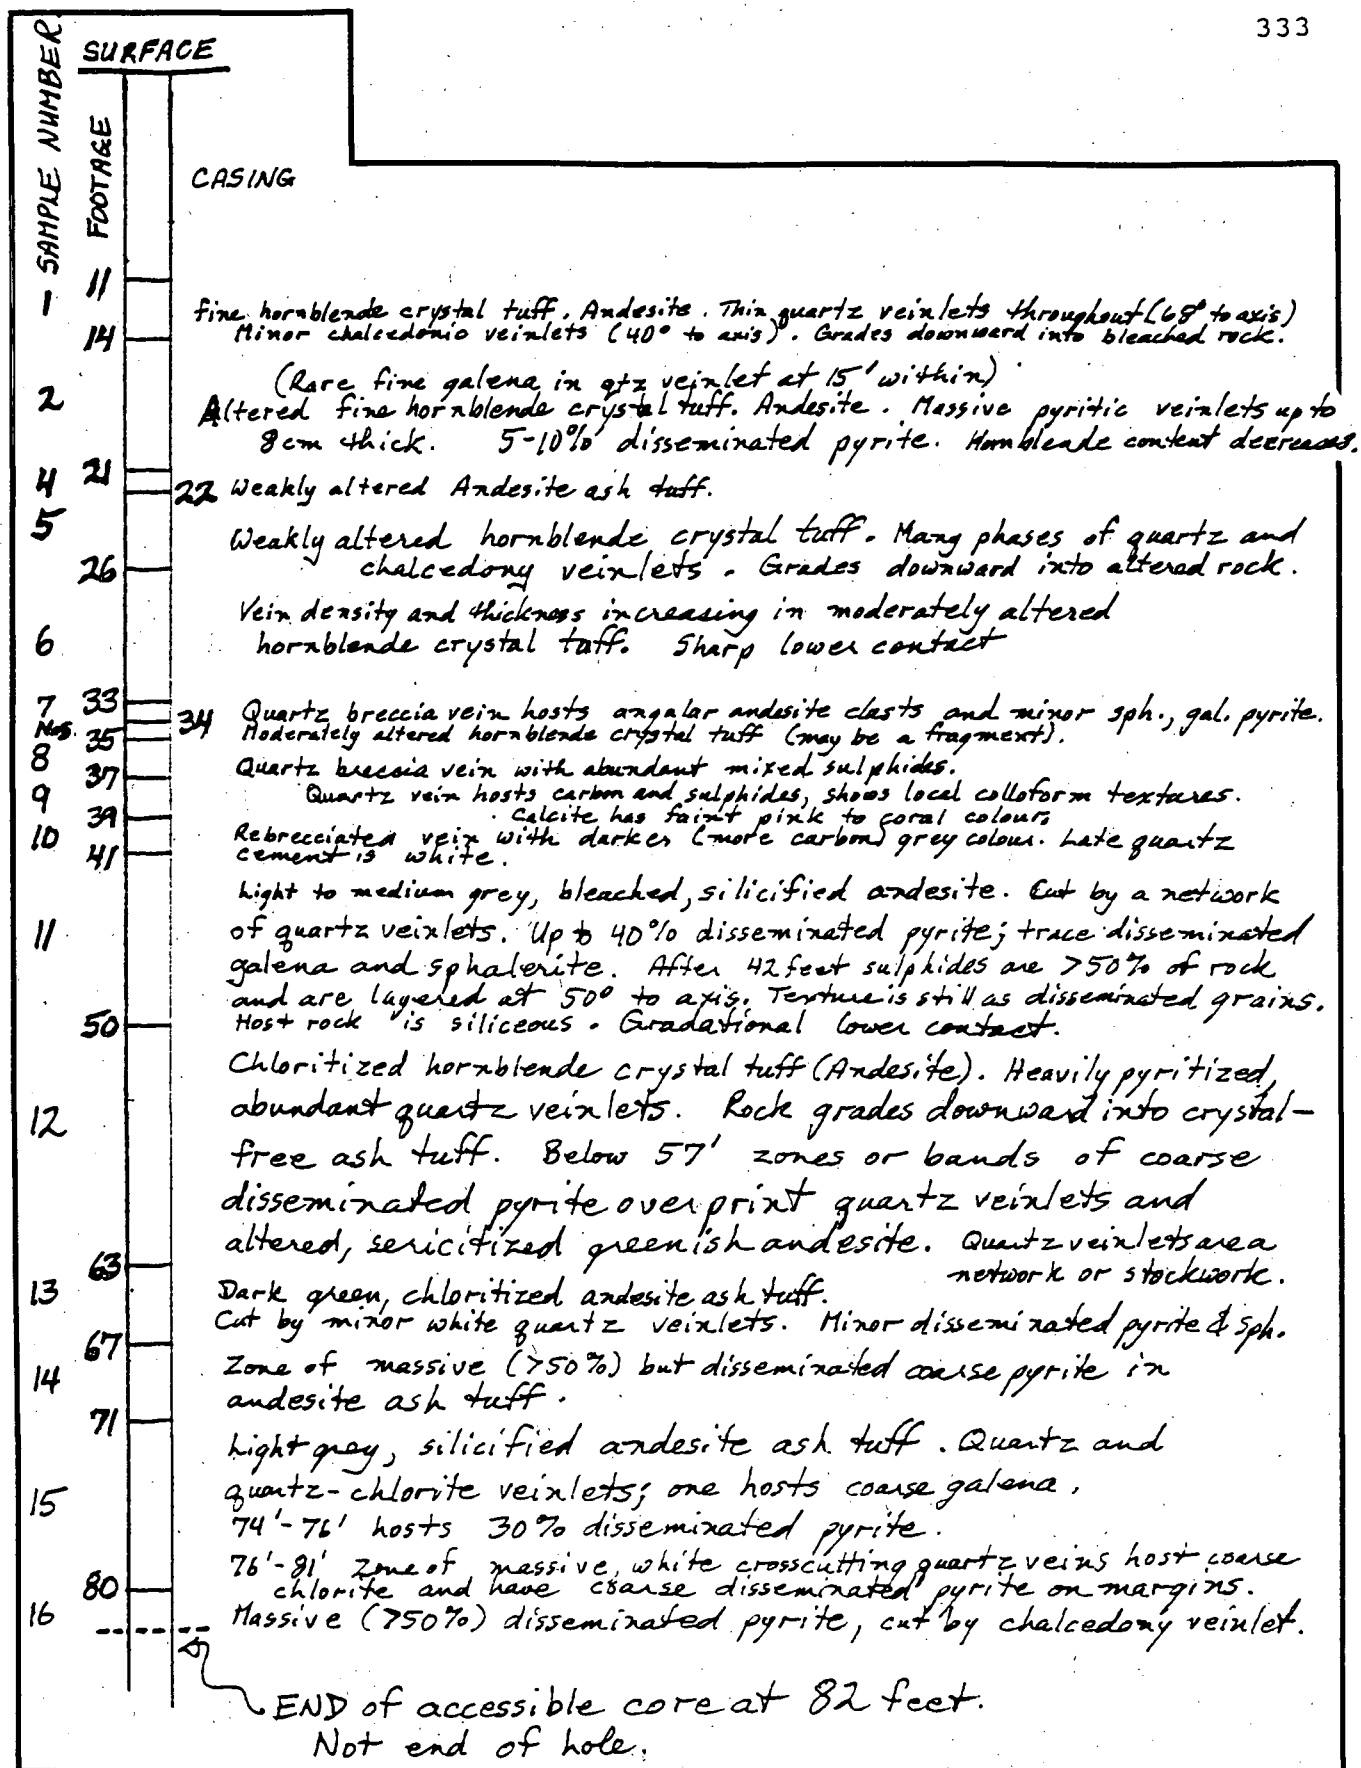 333
SAMPLE NUMBER
SURFACE
FOOTAGE
CASING
11
1
fine hornblende crystal tuff. Andesite. Thin quartz veinlets throughout (68° to axis)
14 Minor chalcedonic veinlets (40° to axis). Grades downward into bleached rock.
(Rare fine galena in qtz veinlet at 15' within)
2
Altered fine hornblende crystal tuff. Andesite. Massive pyritic veinlets up to
8cm thick. 5-10% disseminated pyrite. Hornblende content decreases.
21
4 22 Weakly altered Andesite ash tuff.
5
Weakly altered hornblende crystal tuff. Many phases of quartz and
26 chalcedony veinlets. Grades downward into altered rock.
Vein density and thickness increasing in moderately altered
6 hornblende crystal tuff. Sharp lower contact
7 33
34 Quartz breccia vein hosts angular andesite clasts and minor sph., gal. pyrite.
35 Moderately altered hornblende crystal tuff (may be a fragment).
8 37 Quartz breccia vein with abundant mixed sulphides.
9 Quartz vein hosts carbon and sulphides, shows local colloform textures.
39 Calcite has faint pink to coral colour.
10 Rebrecciated vein with darker (more carbon) grey colour. Late quartz
41 cement is white.
Light to medium grey, bleached, silicified andesite. Cut by a network
11 of quartz veinlets. Up to 40% disseminated pyrite; trace disseminated
galena and sphalerite. After 42 feet sulphides are >50% of rock
and are layered at 50° to axis. Texture is still as disseminated grains.
50 Host rock is siliceous. Gradational lower contact.
Chloritized hornblende crystal tuff (Andesite). Heavily pyritized,
12 abundant quartz veinlets. Rock grades downward into crystal-
free ash tuff. Below 57' zones or bands of coarse
disseminated pyrite overprint quartz veinlets and
altered, sericitized greenish andesite. Quartz veinlets are a
63 network or stockwork.
13 Dark green, chloritized andesite ash tuff.
Cut by minor white quartz veinlets. Minor disseminated pyrite & sph.
67
14 Zone of massive (>50%) but disseminated coarse pyrite in
andesite ash tuff.
71
Light grey, silicified andesite ash tuff. Quartz and
15 quartz-chlorite veinlets; one hosts coarse galena.
74'-76' hosts 30% disseminated pyrite.
76'-81' Zone of massive, white crosscutting quartz veins host coarse
80 chlorite and have coarse disseminated pyrite on margins.
16 Massive (>50%) disseminated pyrite, cut by chalcedony veinlet.
END of accessible core at 82 feet.
Not end of hole.